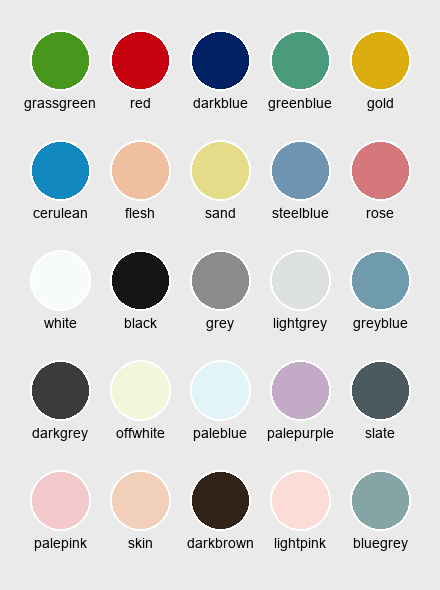 grassgreen red darkblue greenblue gold
cerulean flesh sand steelblue rose
white black grey lightgrey greyblue
darkgrey offwhite paleblue palepurple slate
palepink skin darkbrown lightpink bluegrey